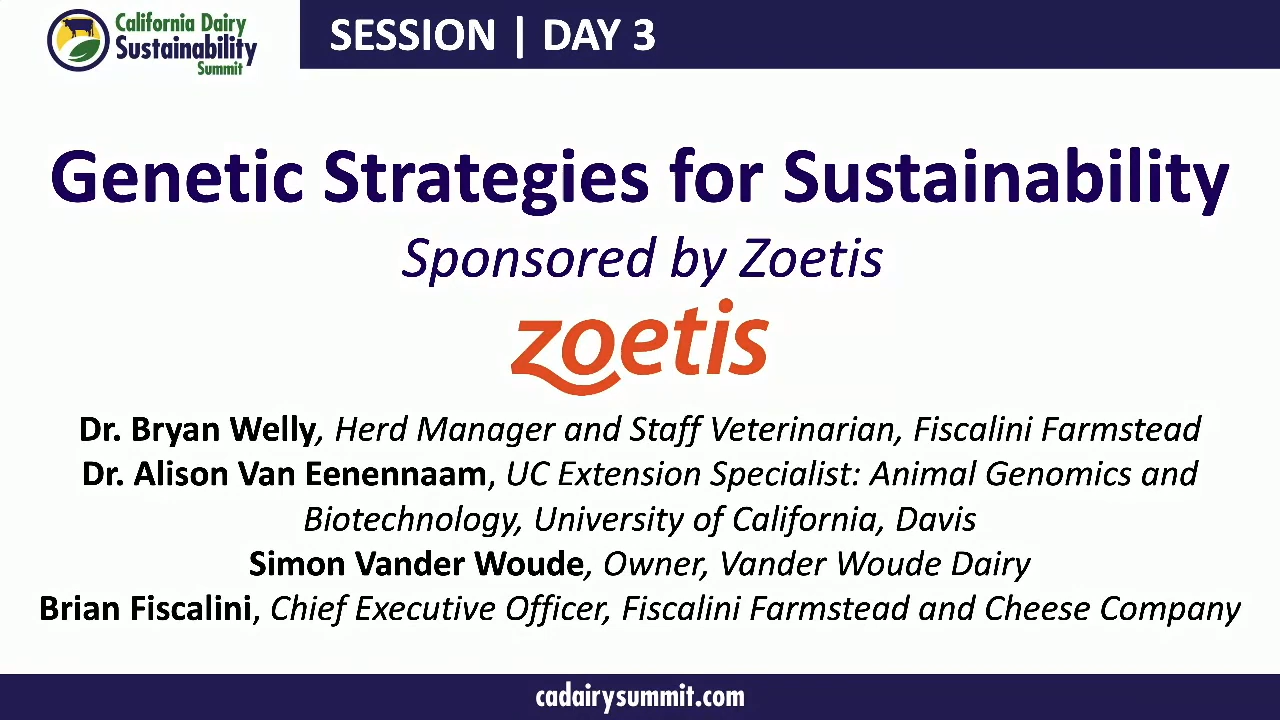 California Dairy
Sustainability
Summit
SESSION | DAY 3
Genetic Strategies for Sustainability
Sponsored by Zoetis
zoetis
Dr. Bryan Welly, Herd Manager and Staff Veterinarian, Fiscalini Farmstead
Dr. Alison Van Eenennaam, UC Extension Specialist: Animal Genomics and
Biotechnology, University of California, Davis
Simon Vander Woude, Owner, Vander Woude Dairy
Brian Fiscalini, Chief Executive Officer, Fiscalini Farmstead and Cheese Company
cadairysummit.com